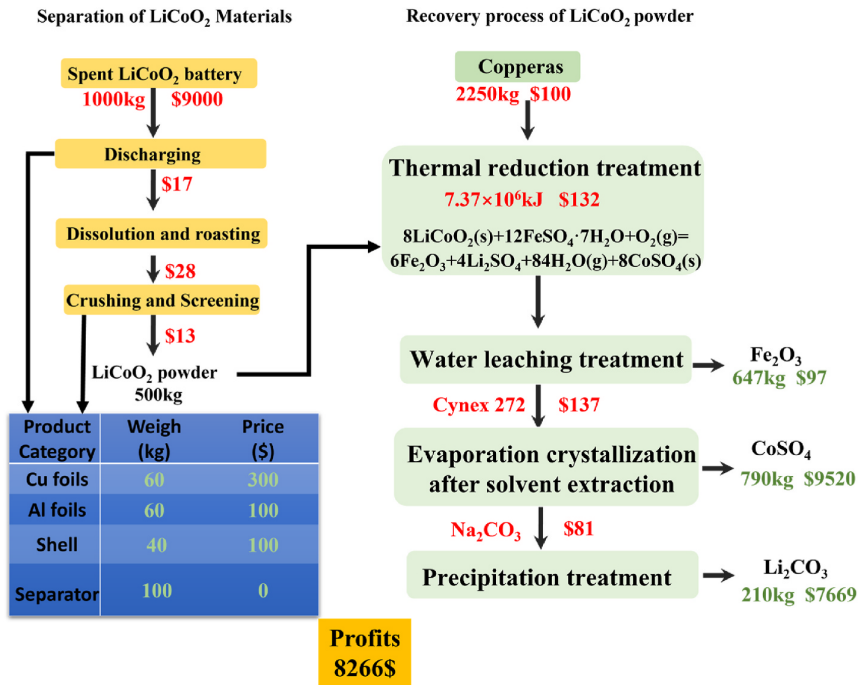 Separation of LiCoO₂ Materials
Spent LiCoO₂ battery
1000kg $9000
Discharging
$17
Dissolution and roasting
$28
Crushing and Screening
$13
LiCoO₂ powder
500kg
Product Category Weigh (kg) Price ($)
Cu foils 60 300
Al foils 60 100
Shell 40 100
Separator 100 0
Recovery process of LiCoO₂ powder
Copperas
2250kg $100
Thermal reduction treatment
7.37×10⁶kJ $132
8LiCoO₂(s)+12FeSO₄·7H₂O+O₂(g)=
6Fe₂O₃+4Li₂SO₄+84H₂O(g)+8CoSO₄(s)
Water leaching treatment
Fe₂O₃
647kg $97
Cynex 272 $137
Evaporation crystallization
after solvent extraction
CoSO₄
790kg $9520
Na₂CO₃ $81
Precipitation treatment
Li₂CO₃
210kg $7669
Profits
8266$